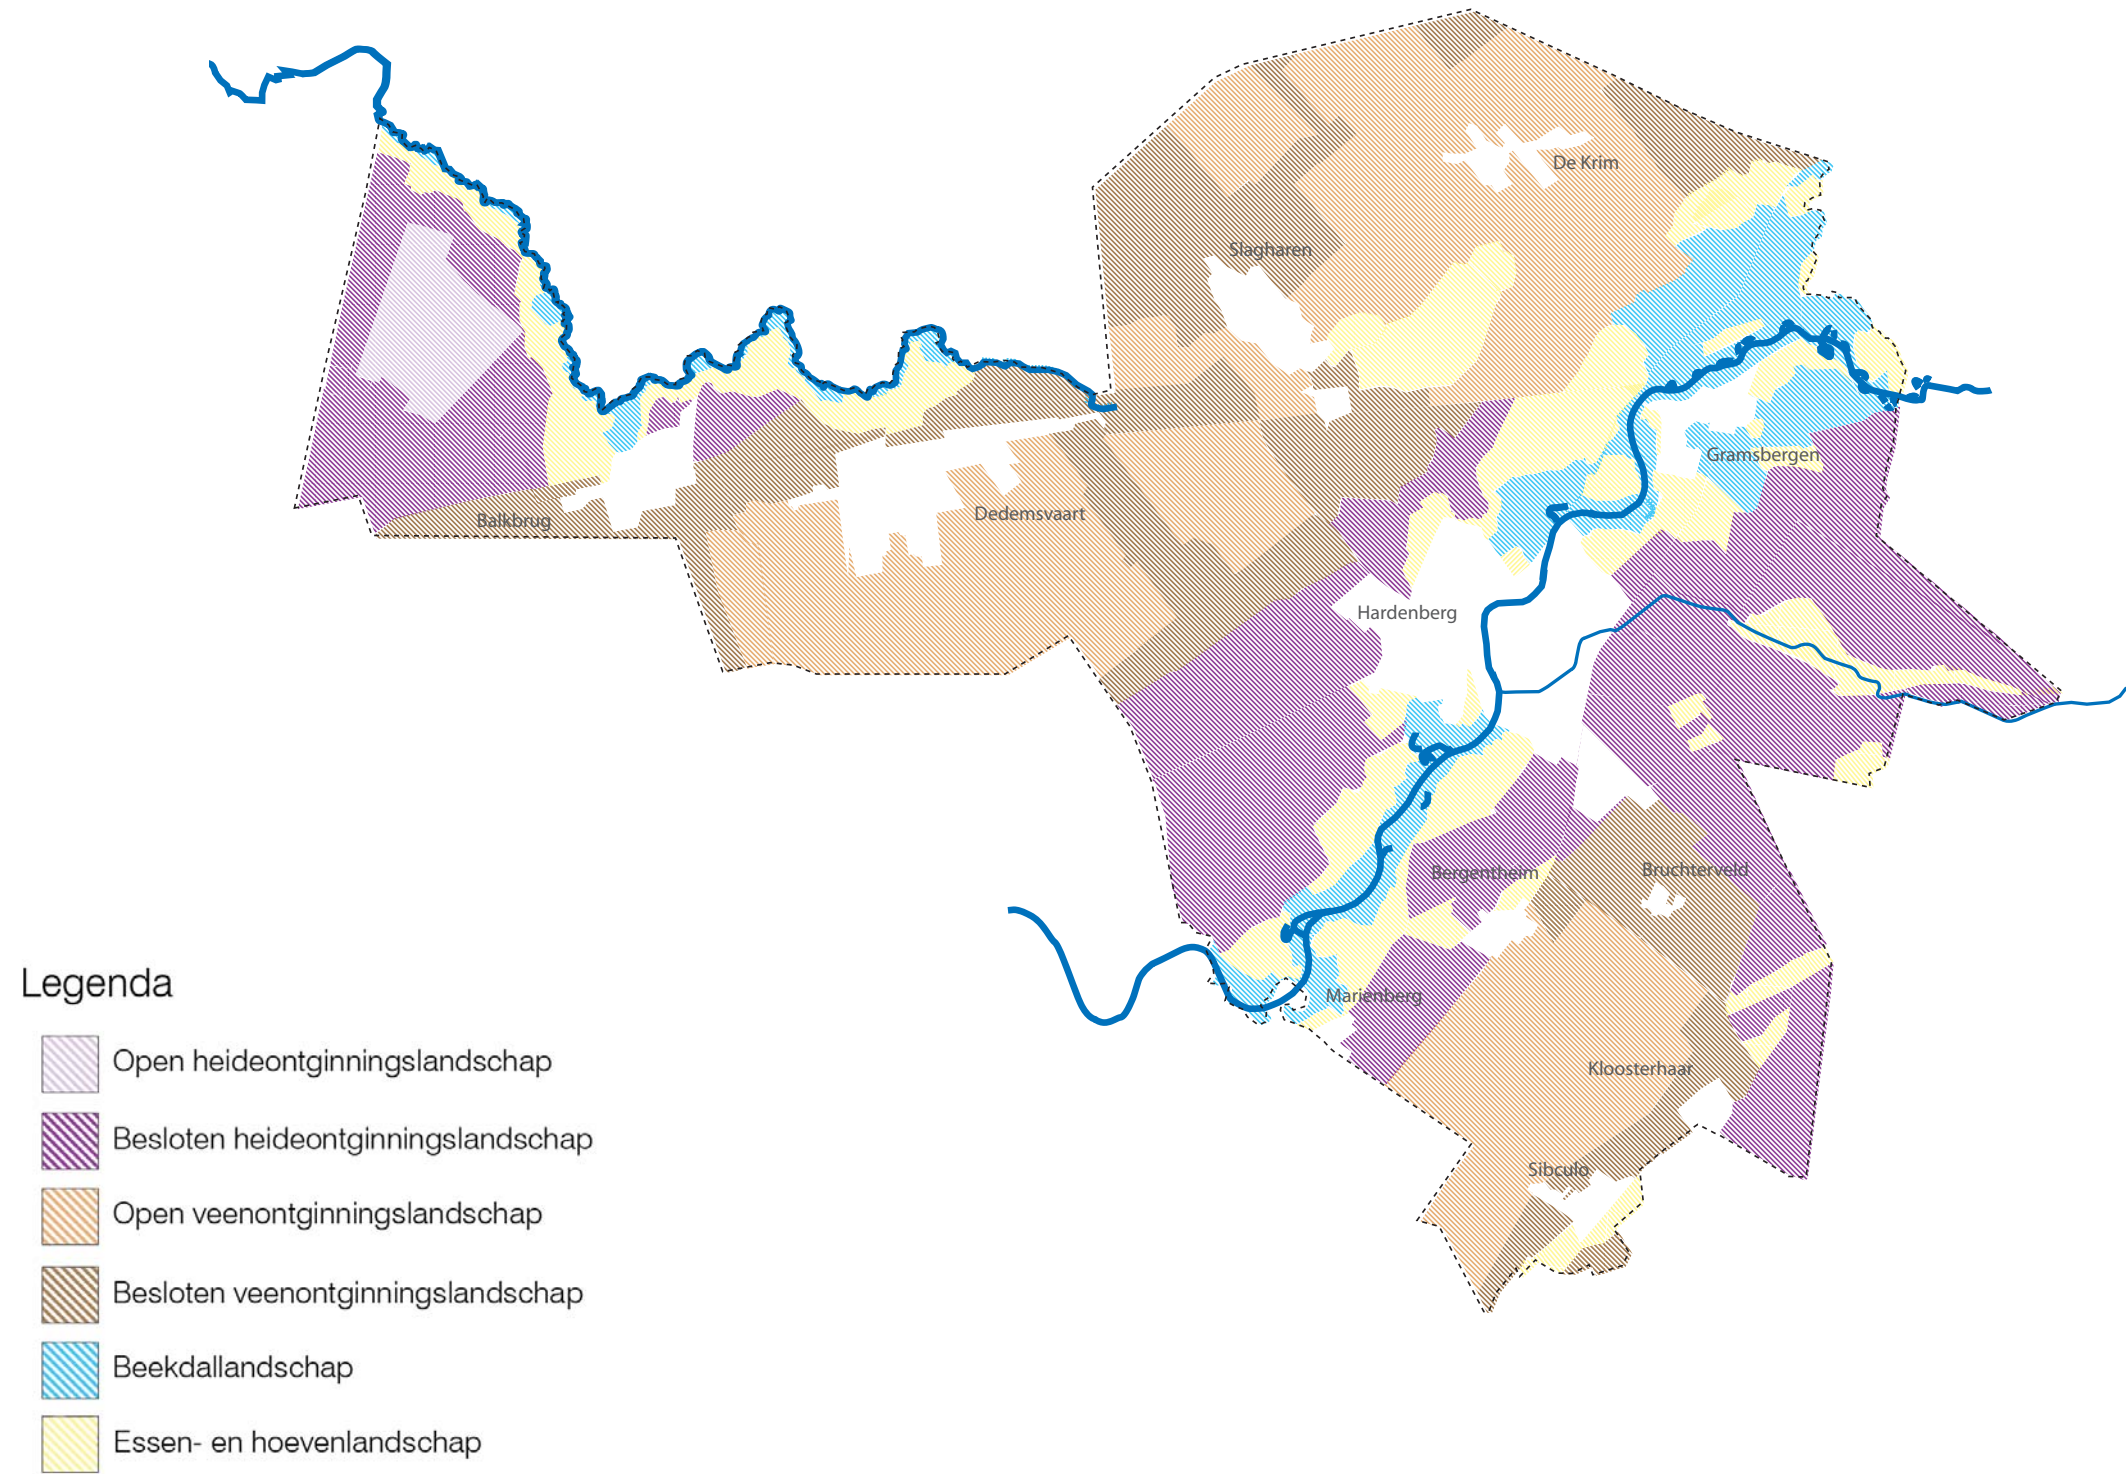 De Krim
Slagharen
Gramsbergen
Balkbrug
Dedemsvaart
Hardenberg
Bergentheim
Bruchterveld
Marienberg
Kloosterhaar
Sibculo
Legenda
Open heideontginningslandschap
Besloten heideontginningslandschap
Open veenontginningslandschap
Besloten veenontginningslandschap
Beekdallandschap
Essen- en hoevenlandschap